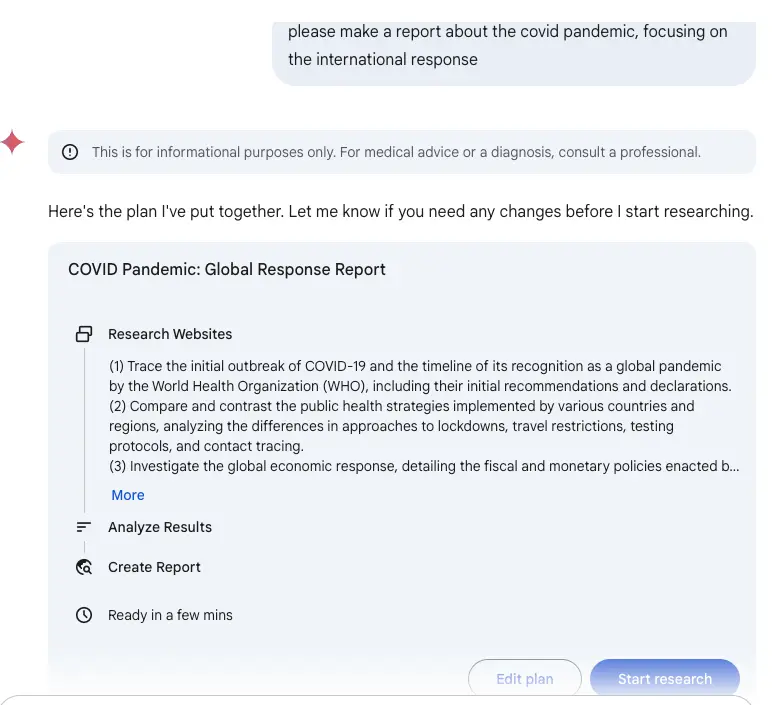 please make a report about the covid pandemic, focusing on
the international response
This is for informational purposes only. For medical advice or a diagnosis, consult a professional.
Here's the plan I've put together. Let me know if you need any changes before I start researching.
COVID Pandemic: Global Response Report
Research Websites
(1) Trace the initial outbreak of COVID-19 and the timeline of its recognition as a global pandemic
by the World Health Organization (WHO), including their initial recommendations and declarations.
(2) Compare and contrast the public health strategies implemented by various countries and
regions, analyzing the differences in approaches to lockdowns, travel restrictions, testing
protocols, and contact tracing.
(3) Investigate the global economic response, detailing the fiscal and monetary policies enacted b...
More
Analyze Results
Create Report
Ready in a few mins
Edit plan
Start research